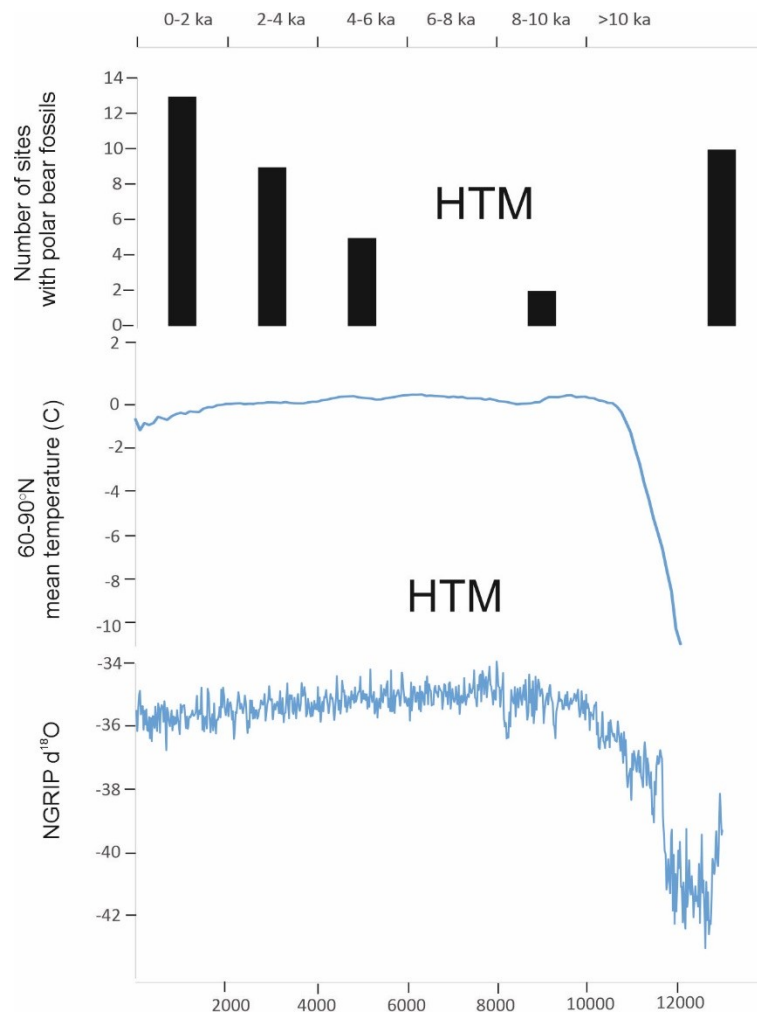 0-2 ka 2-4 ka 4-6 ka 6-8 ka 8-10 ka >10 ka
14
12
10
8
6
4
2
0
Number of sites
with polar bear fossils
HTM
2
0
-2
-4
-6
-8
-10
60-90°N
mean temperature (C)
HTM
-34
-36
-38
-40
-42
NGRIP d¹⁸O
2000 4000 6000 8000 10000 12000